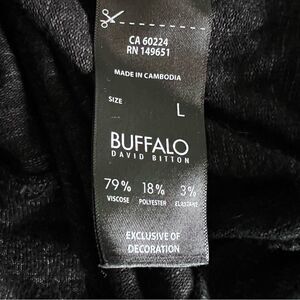 CA 60224
RN 149651
MADE IN CAMBODIA
SIZE L
BUFFALO
DAVID BITTON
79% 18% 3%
VISCOSE POLYESTER ELASTANE
EXCLUSIVE OF
DECORATION